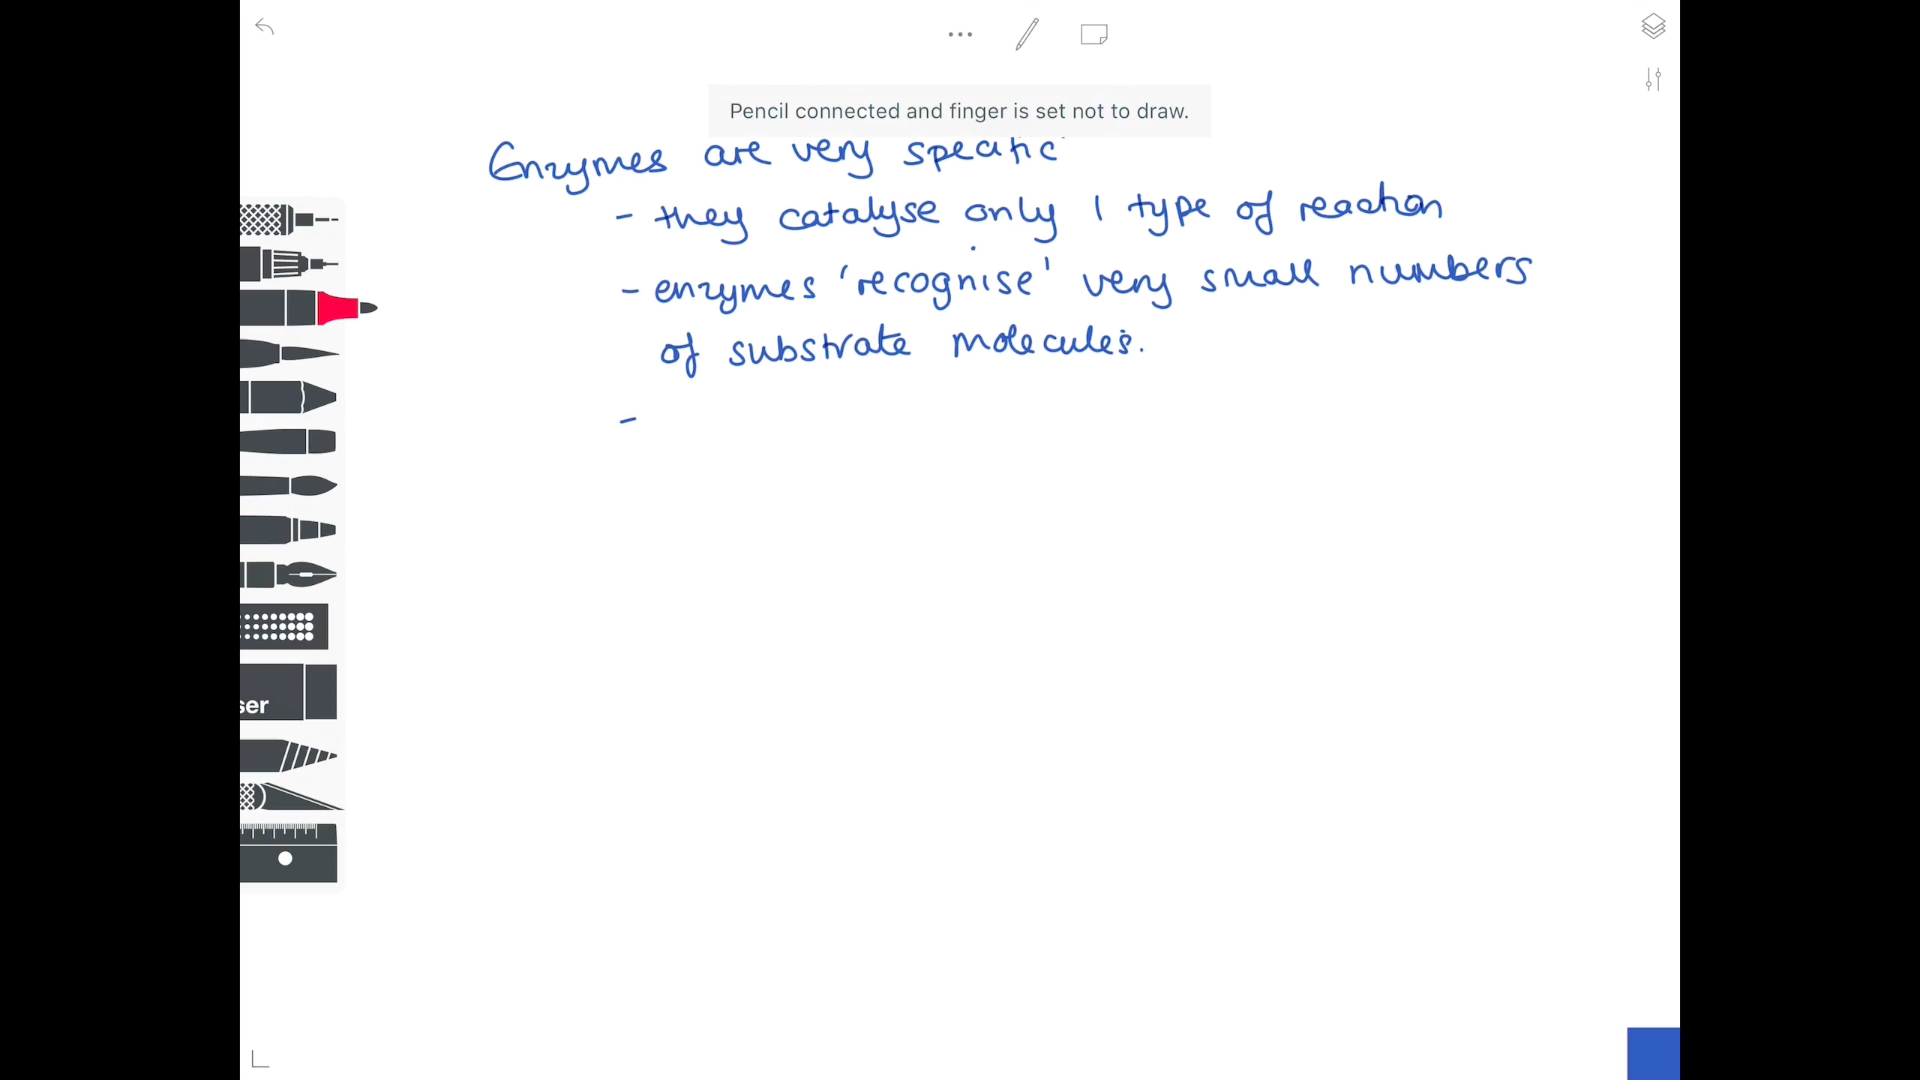 Pencil connected and finger is set not to draw.
Enzymes are very specific
- they catalyse only 1 type of reaction
- enzymes 'recognise' very small numbers
of substrate molecules.
-
ser